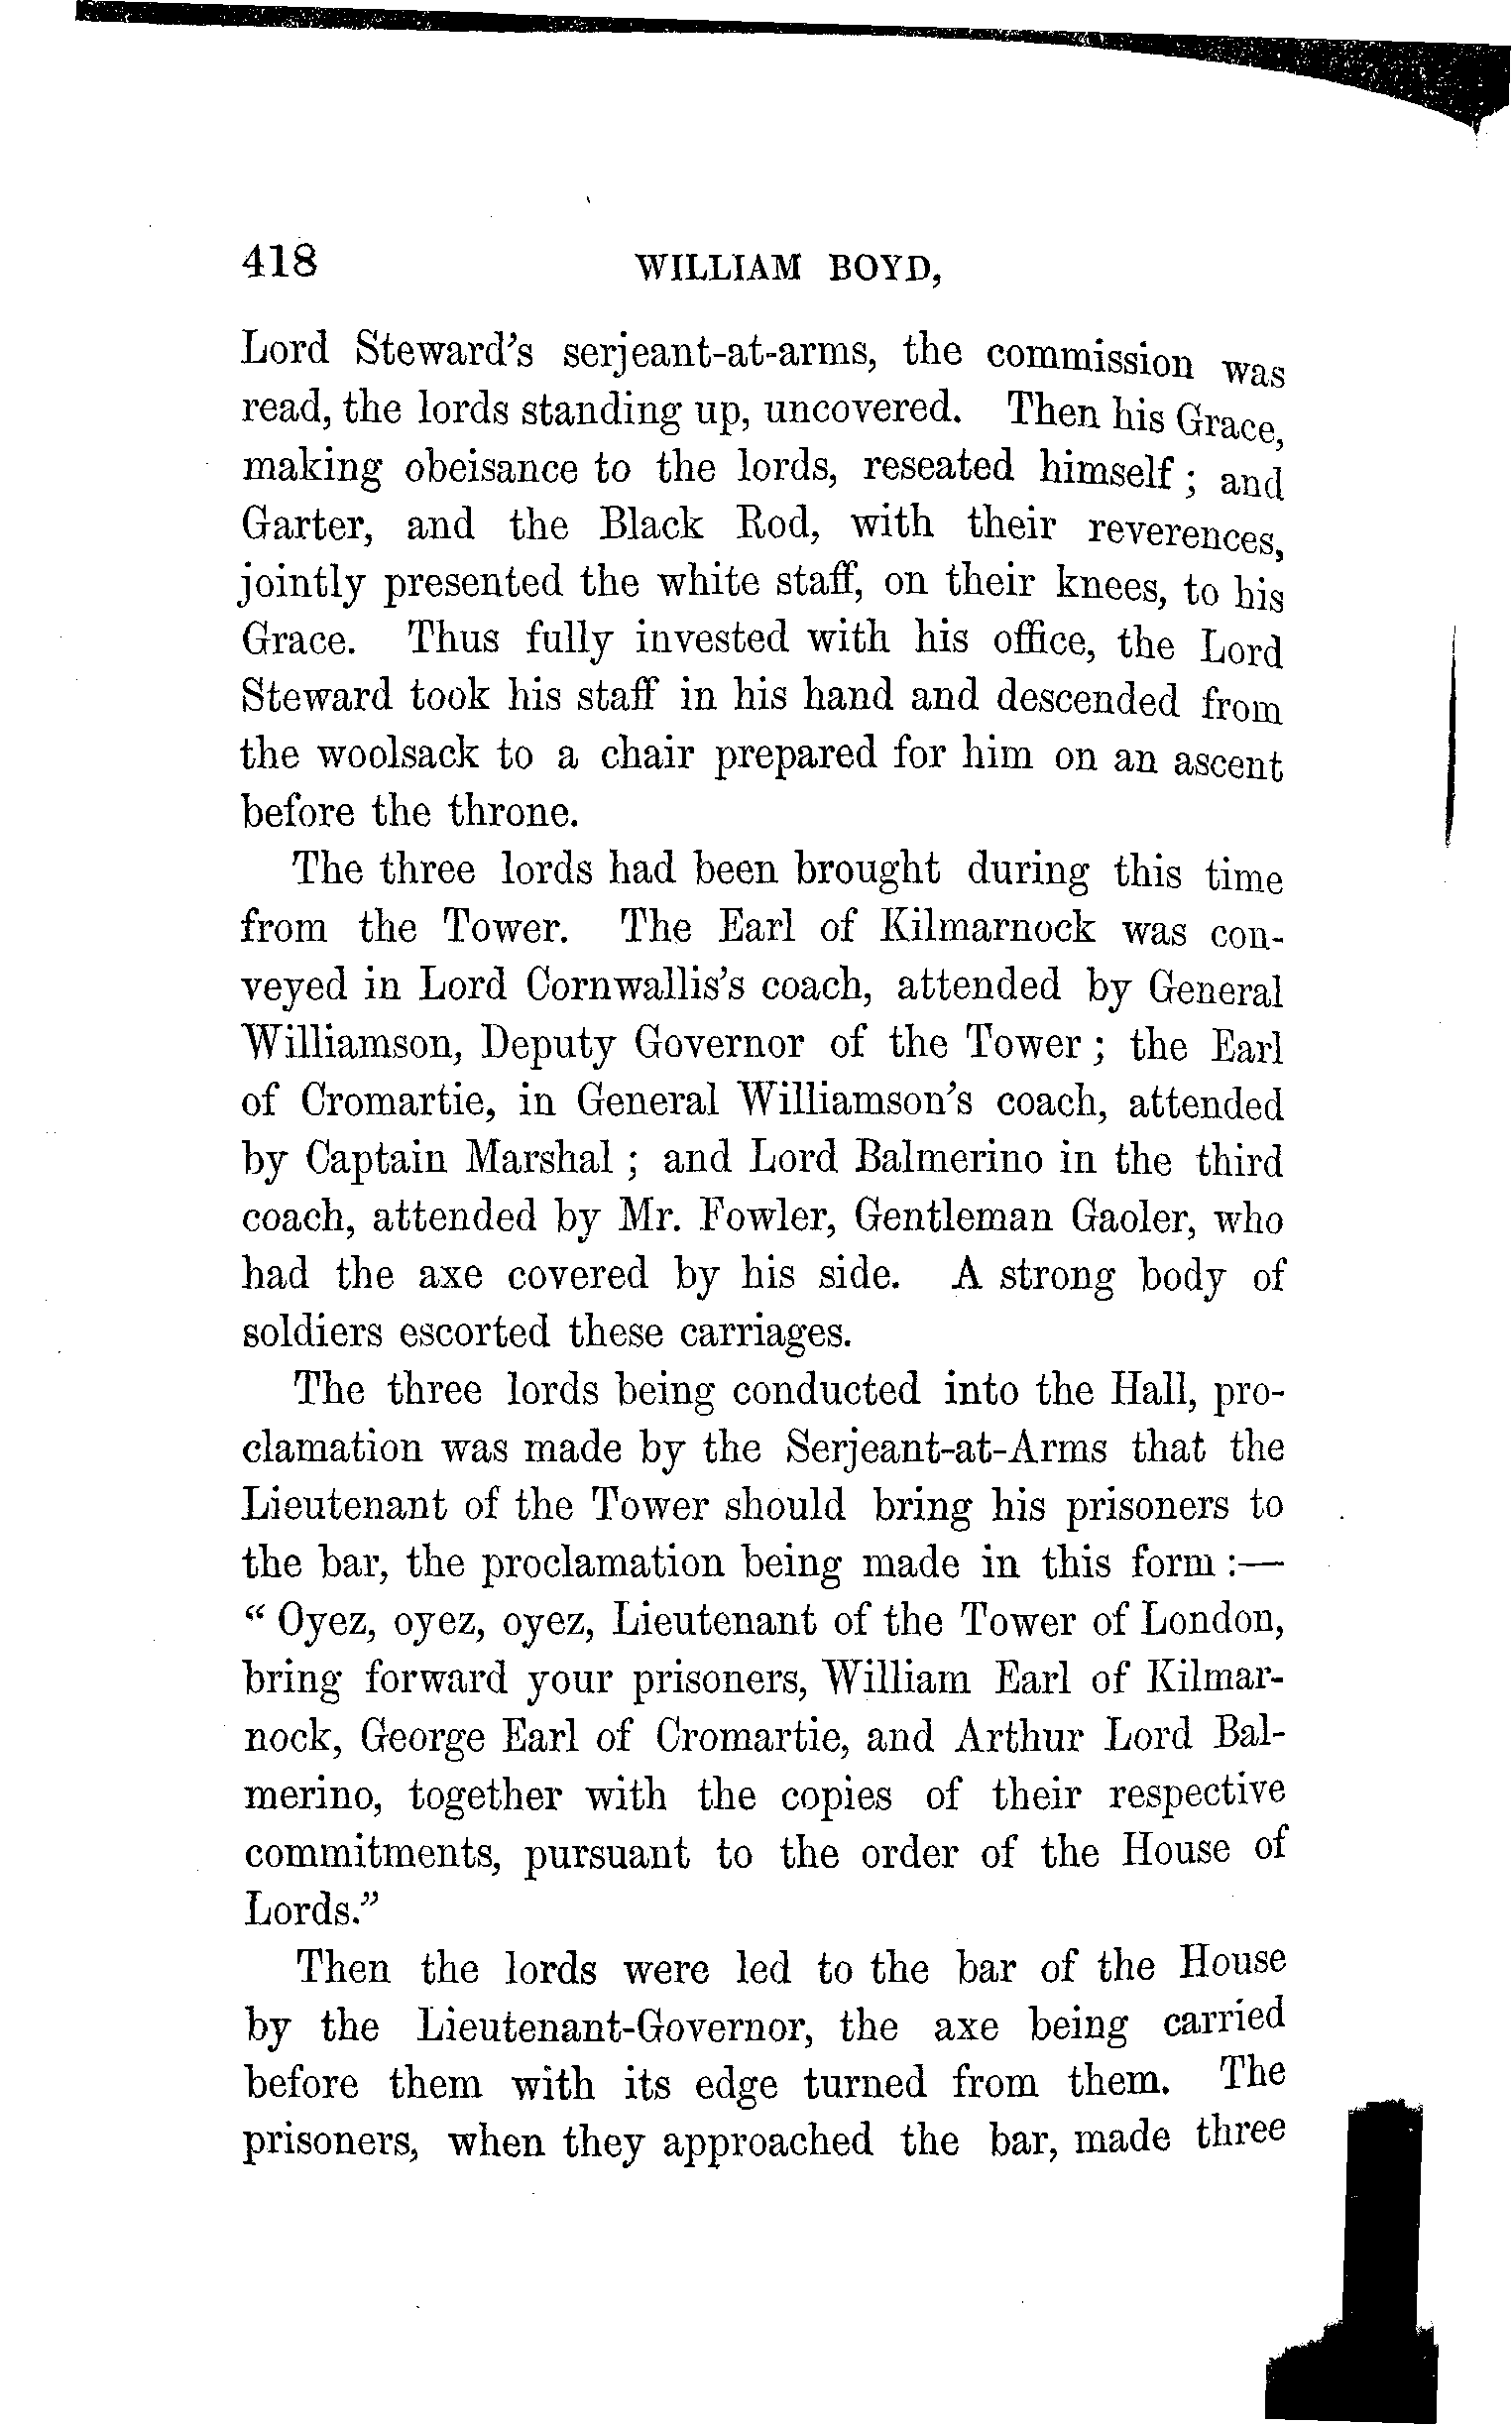 418 WILLIAM BOYD,
Lord Steward's serjeant-at-arms, the commission was
read, the lords standing up, uncovered. Then his Grace,
making obeisance to the lords, reseated himself ; and
Garter, and the Black Rod, with their reverences,
jointly presented the white staff, on their knees, to his
Grace. Thus fully invested with his office, the Lord
Steward took his staff in his hand and descended from
the woolsack to a chair prepared for him on an ascent
before the throne.
The three lords had been brought during this time
from the Tower. The Earl of Kilmarnock was con-
veyed in Lord Cornwallis's coach, attended by General
Williamson, Deputy Governor of the Tower ; the Earl
of Cromartie, in General Williamson's coach, attended
by Captain Marshal ; and Lord Balmerino in the third
coach, attended by Mr. Fowler, Gentleman Gaoler, who
had the axe covered by his side. A strong body of
soldiers escorted these carriages.
The three lords being conducted into the Hall, pro-
clamation was made by the Serjeant-at-Arms that the
Lieutenant of the Tower should bring his prisoners to
the bar, the proclamation being made in this form :—
" Oyez, oyez, oyez, Lieutenant of the Tower of London,
bring forward your prisoners, William Earl of Kilmar-
nock, George Earl of Cromartie, and Arthur Lord Bal-
merino, together with the copies of their respective
commitments, pursuant to the order of the House of
Lords."
Then the lords were led to the bar of the House
by the Lieutenant-Governor, the axe being carried
before them with its edge turned from them. The
prisoners, when they approached the bar, made three